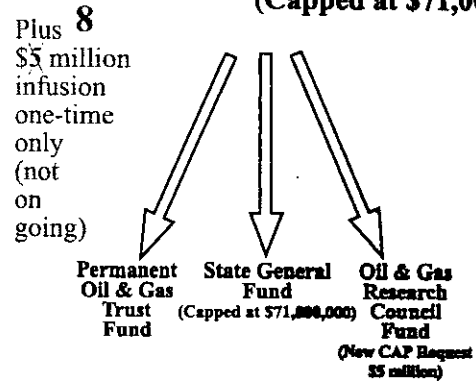 (Capped at $71,0
Plus 8
$5 million
infusion
one-time
only
(not
on
going)
Permanent
Oil & Gas
Trust
Fund
State General
Fund
(Capped at $71,000,000)
Oil & Gas
Research
Council
Fund
(New CAP Request
$5 million)